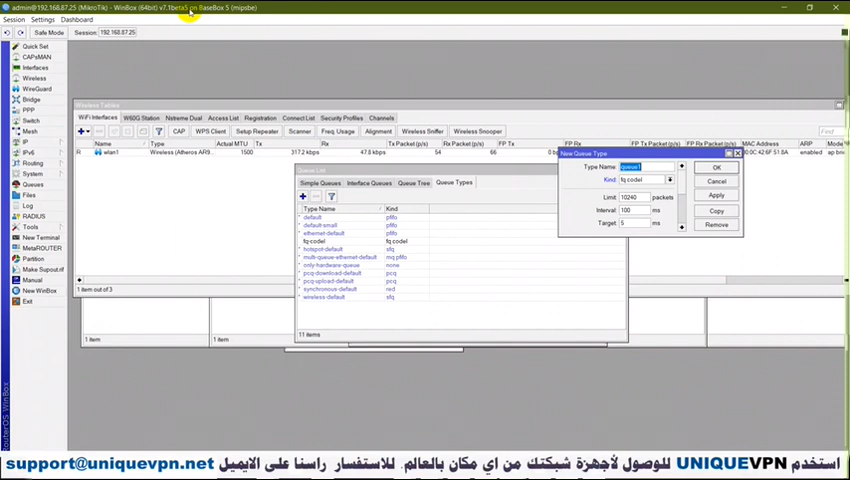 admin@192.168.87.25 (MikroTik) - WinBox (64bit) v7.1beta5 on BaseBox 5 (mipsbe)
Session Settings Dashboard
Safe Mode Session: 192.168.87.25
Quick Set
CAPsMAN
Interfaces
Wireless
WireGuard
Bridge
PPP
Switch
Mesh
IP
IPv6
Routing
System
Queues
Files
Log
RADIUS
Tools
New Terminal
MetaROUTER
Partition
Make Supout.rif
Manual
New WinBox
Exit
RouterOS WinBox
Wireless Tables
WiFi Interfaces W60G Station Nstreme Dual Access List Registration Connect List Security Profiles Channels
CAP WPS Client Setup Repeater Scanner Freq. Usage Alignment Wireless Sniffer Wireless Snooper Find
Name Type Actual MTU Tx Rx Tx Packet (p/s) Rx Packet (p/s) FP Tx FP Rx FP Tx Packet (p/s) FP Rx Packet (p/s) MAC Address ARP Mode
R wlan1 Wireless (Atheros AR9... 1500 317.2 kbps 47.8 kbps 54 66 0 bps enabled ap bri
1 item out of 3
1 item
1 item
Queue List
Simple Queues Interface Queues Queue Tree Queue Types
Type Name Kind
* default pfifo
* default-small pfifo
* ethernet-default pfifo
fq-codel fq codel
* hotspot-default sfq
* multi-queue-ethernet-default mq pfifo
* only-hardware-queue none
* pcq-download-default pcq
* pcq-upload-default pcq
* synchronous-default red
* wireless-default sfq
11 items
New Queue Type
Type Name: queue1
Kind: fq codel
Limit: 10240 packets
Interval: 100 ms
Target: 5 ms
OK
Cancel
Apply
Copy
Remove
استخدم UNIQUEVPN للوصول لأجهزة شبكتك من اي مكان بالعالم. للاستفسار راسنا على الايميل support@uniquevpn.net